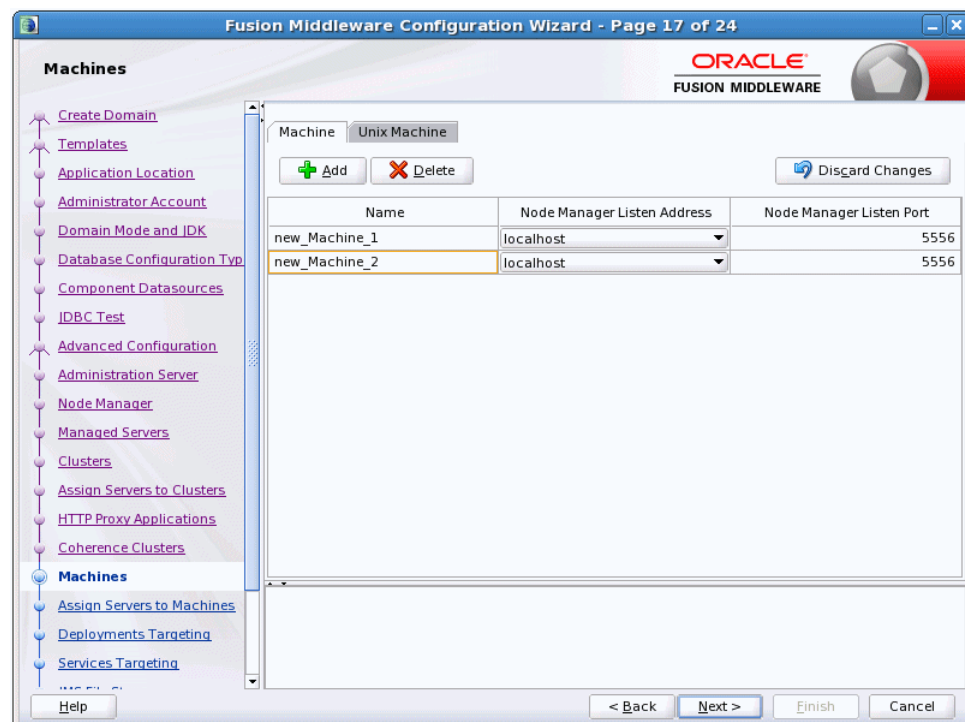 Fusion Middleware Configuration Wizard - Page 17 of 24
Machines
ORACLE
FUSION MIDDLEWARE
Create Domain
Templates
Application Location
Administrator Account
Domain Mode and JDK
Database Configuration Typ
Component Datasources
JDBC Test
Advanced Configuration
Administration Server
Node Manager
Managed Servers
Clusters
Assign Servers to Clusters
HTTP Proxy Applications
Coherence Clusters
Machines
Assign Servers to Machines
Deployments Targeting
Services Targeting
Machine Unix Machine
Add Delete Discard Changes
Name Node Manager Listen Address Node Manager Listen Port
new_Machine_1 localhost 5556
new_Machine_2 localhost 5556
Help < Back Next > Finish Cancel